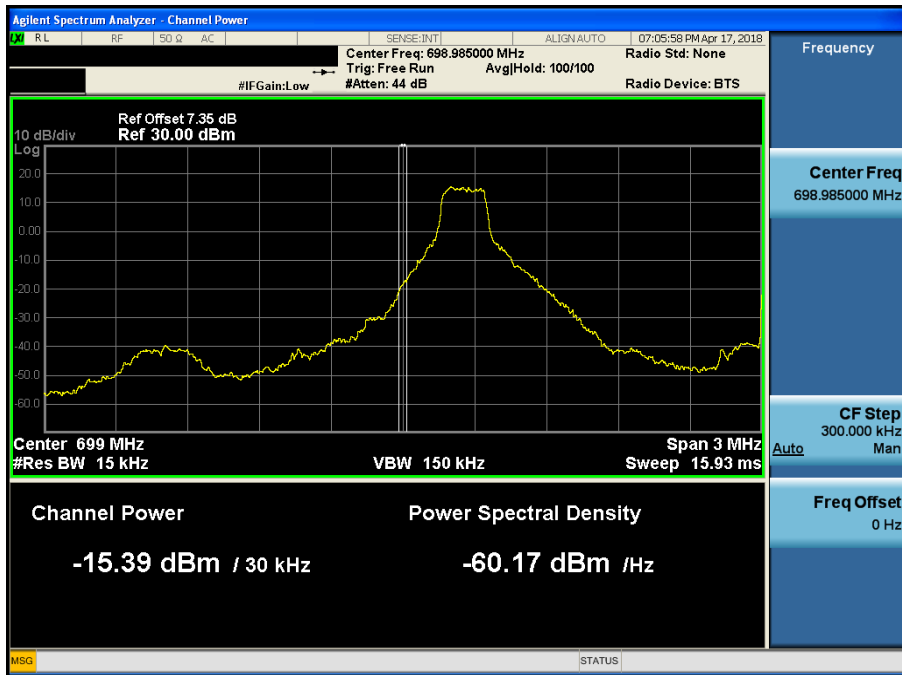 Agilent Spectrum Analyzer - Channel Power
LXI RL RF 50 Ω AC SENSE:INT ALIGN AUTO 07:05:58 PM Apr 17, 2018
Center Freq: 698.985000 MHz Radio Std: None
Trig: Free Run Avg|Hold: 100/100
#IFGain:Low #Atten: 44 dB Radio Device: BTS
Ref Offset 7.35 dB
10 dB/div Ref 30.00 dBm
Log
20.0
10.0
0.00
-10.0
-20.0
-30.0
-40.0
-50.0
-60.0
Center 699 MHz Span 3 MHz
#Res BW 15 kHz VBW 150 kHz Sweep 15.93 ms
Channel Power Power Spectral Density
-15.39 dBm / 30 kHz -60.17 dBm /Hz
MSG STATUS
Frequency
Center Freq
698.985000 MHz
CF Step
300.000 kHz
Auto Man
Freq Offset
0 Hz